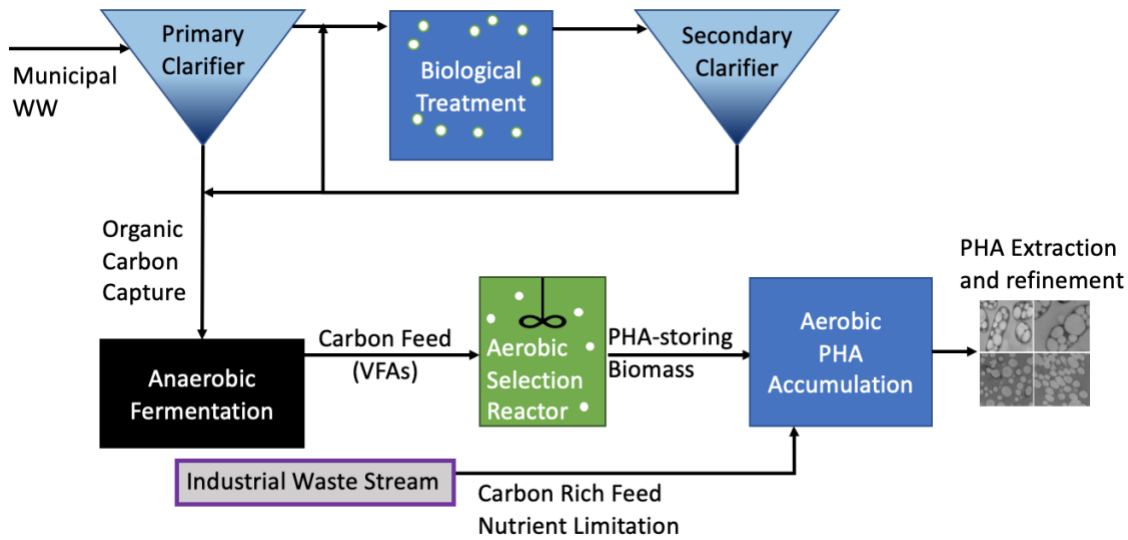 Primary
Clarifier
Municipal
WW
Biological
Treatment
Secondary
Clarifier
Organic
Carbon
Capture
PHA Extraction
and refinement
Anaerobic
Fermentation
Carbon Feed
(VFAs)
Aerobic
Selection
Reactor
PHA-storing
Biomass
Aerobic
PHA
Accumulation
Industrial Waste Stream
Carbon Rich Feed
Nutrient Limitation